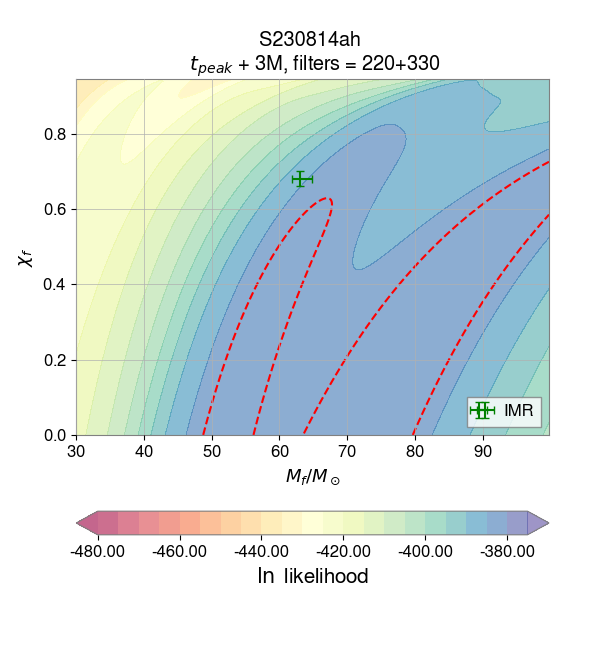 S230814ah
t_peak + 3M, filters = 220+330
0.8
0.6
0.4
0.2
0.0
χ_f
30 40 50 60 70 80 90
M_f/M_⊙
IMR
-480.00 -460.00 -440.00 -420.00 -400.00 -380.00
ln likelihood